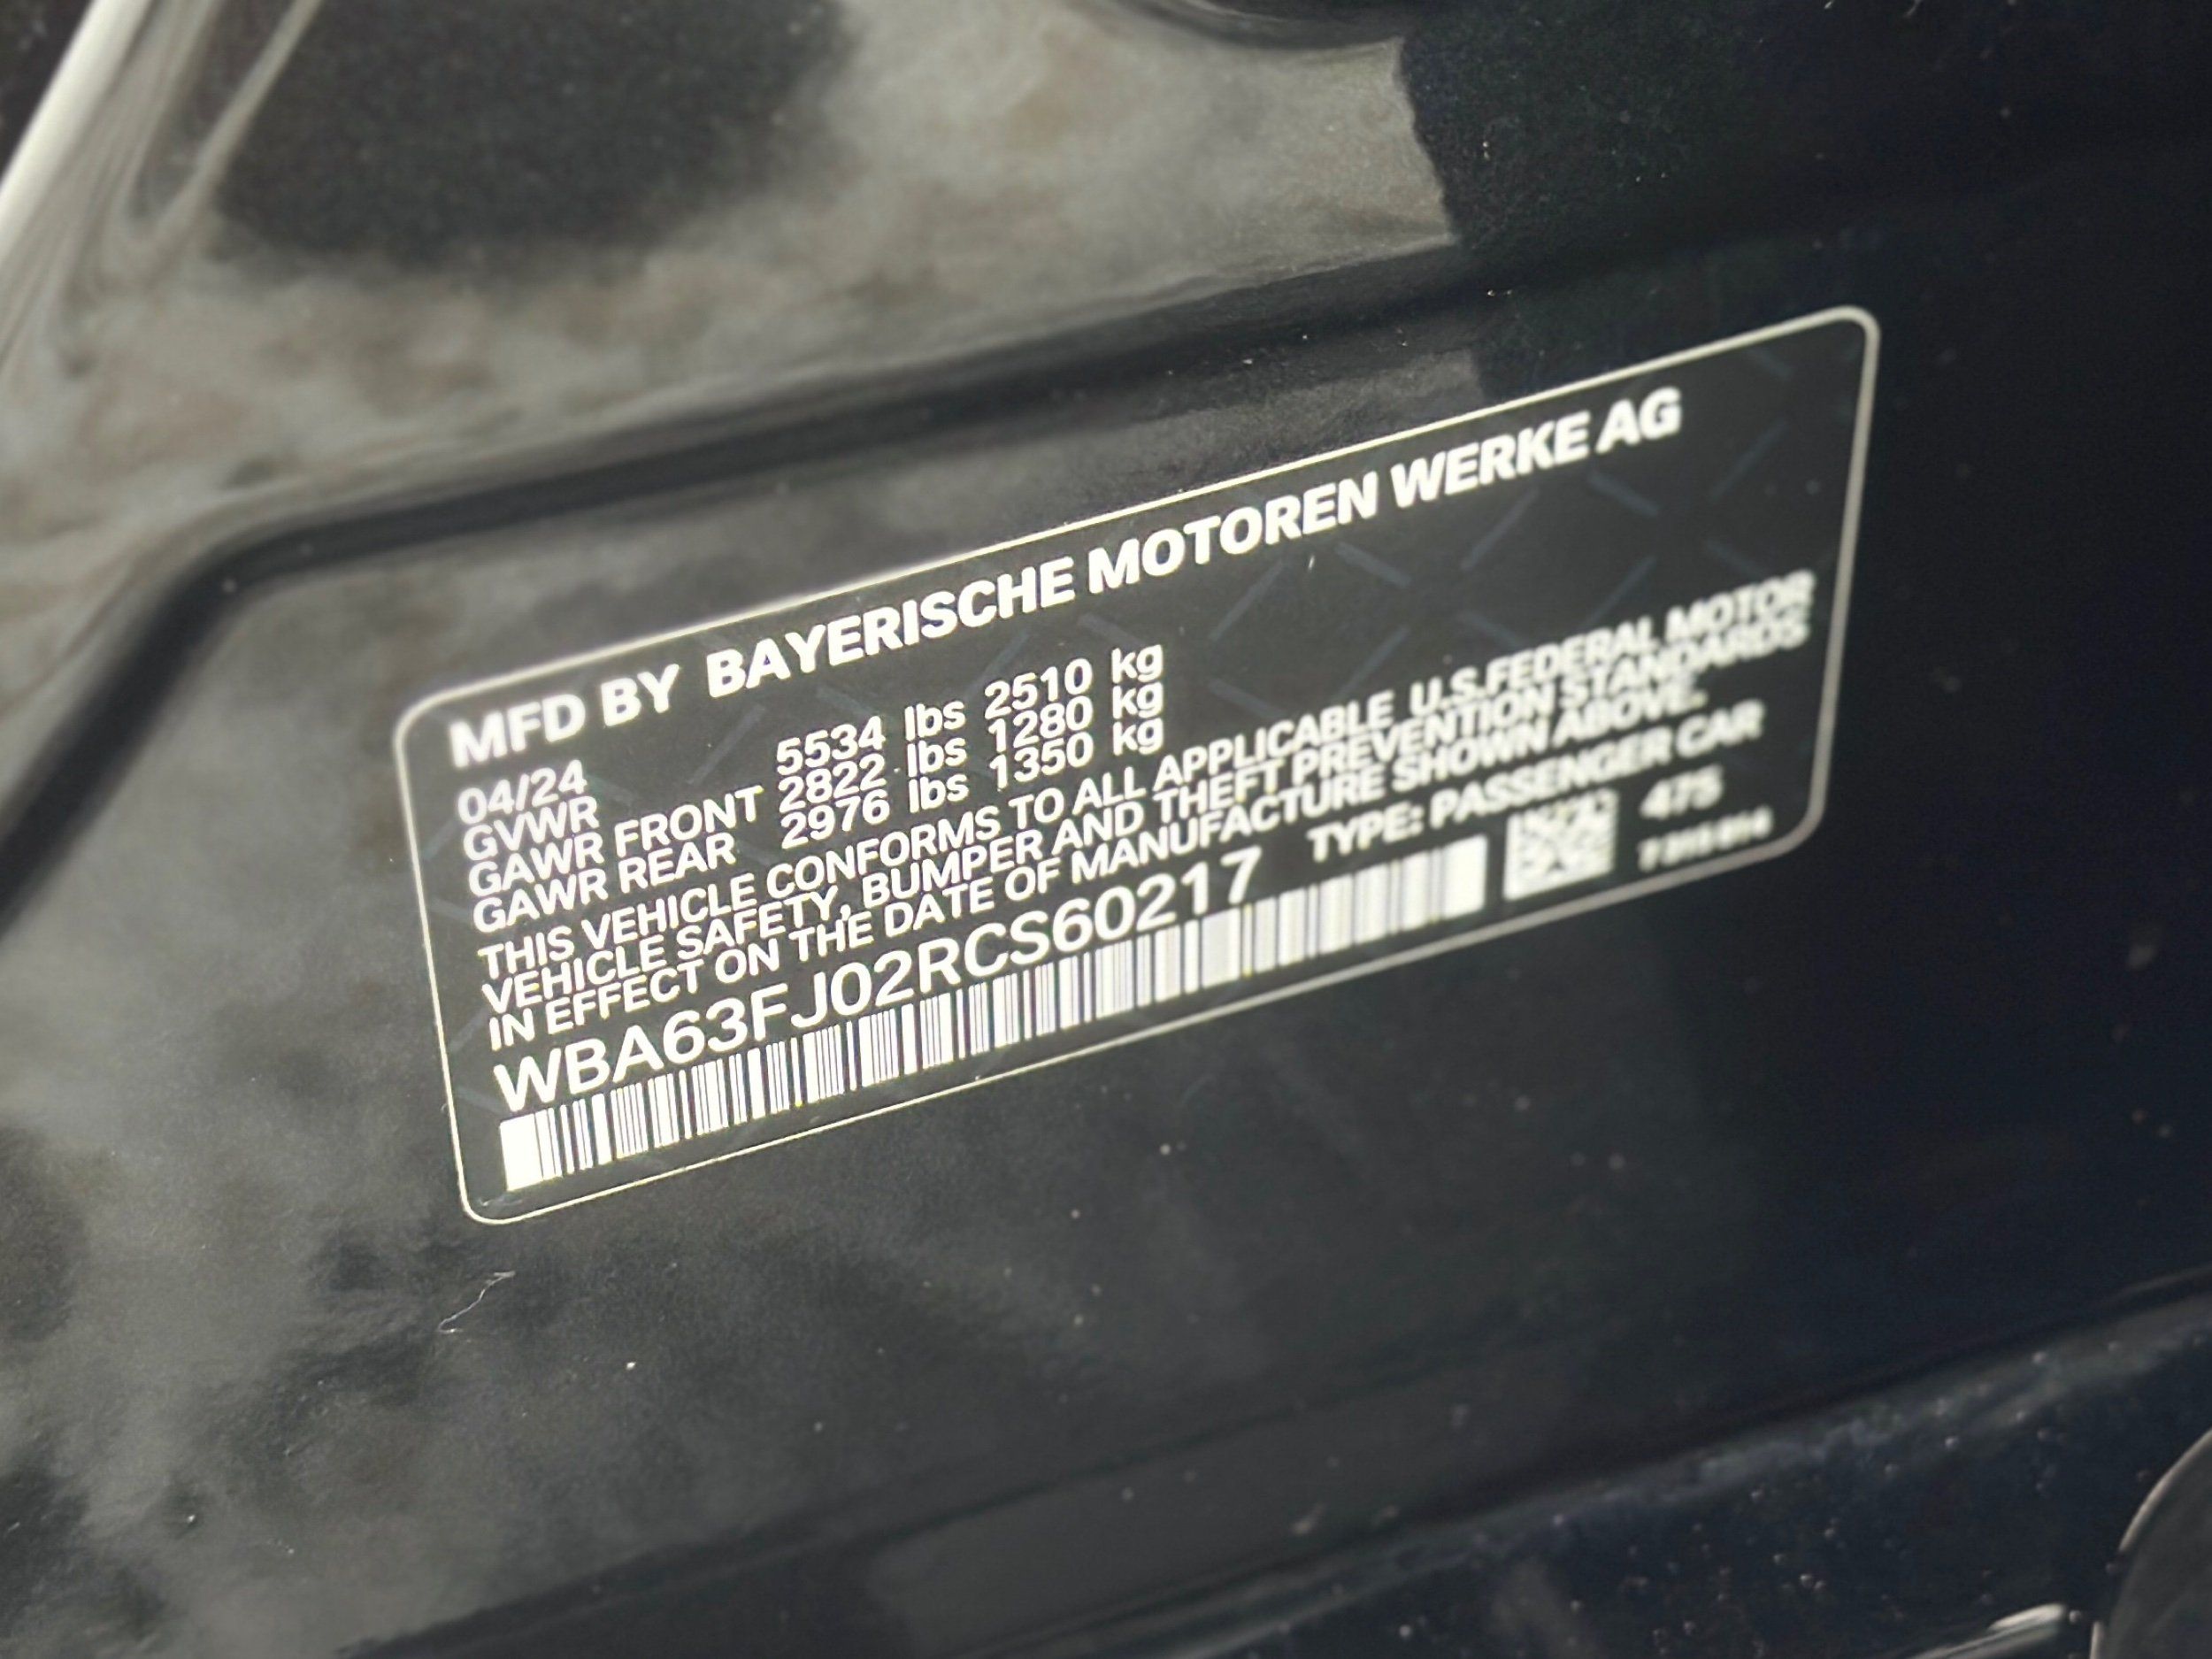 MFD BY BAYERISCHE MOTOREN WERKE AG
04/24
GVWR 5534 lbs 2510 kg
GAWR FRONT 2822 lbs 1280 kg
GAWR REAR 2976 lbs 1350 kg
THIS VEHICLE CONFORMS TO ALL APPLICABLE U.S.FEDERAL MOTOR
VEHICLE SAFETY, BUMPER AND THEFT PREVENTION STANDARDS
IN EFFECT ON THE DATE OF MANUFACTURE SHOWN ABOVE.
WBA63FJ02RCS60217 TYPE: PASSENGER CAR
475